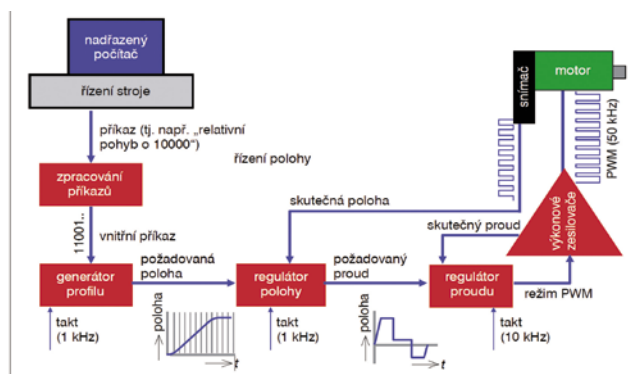 nadřazený
počítač
řízení stroje
snímač
motor
příkaz (tj. např. „relativní
pohyb o 10000“)
řízení polohy
PWM (50 kHz)
zpracování
příkazů
skutečná poloha
výkonové
zesilovače
skutečný proud
11001..
vnitřní příkaz
generátor
profilu
požadovaná
poloha
regulátor
polohy
požadovaný
proud
regulátor
proudu
režim PWM
takt
(1 kHz)
poloha
t
takt
(1 kHz)
poloha
t
takt
(10 kHz)